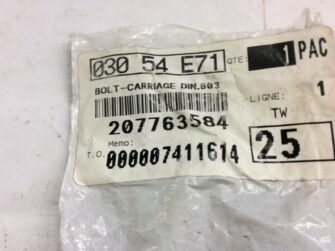 030 54 E71 QTE: 1 PAC
BOLT-CARRIAGE DIN.603
LIGNE: 1
207763584 TW
Memo:
T.O. 000007411614 25